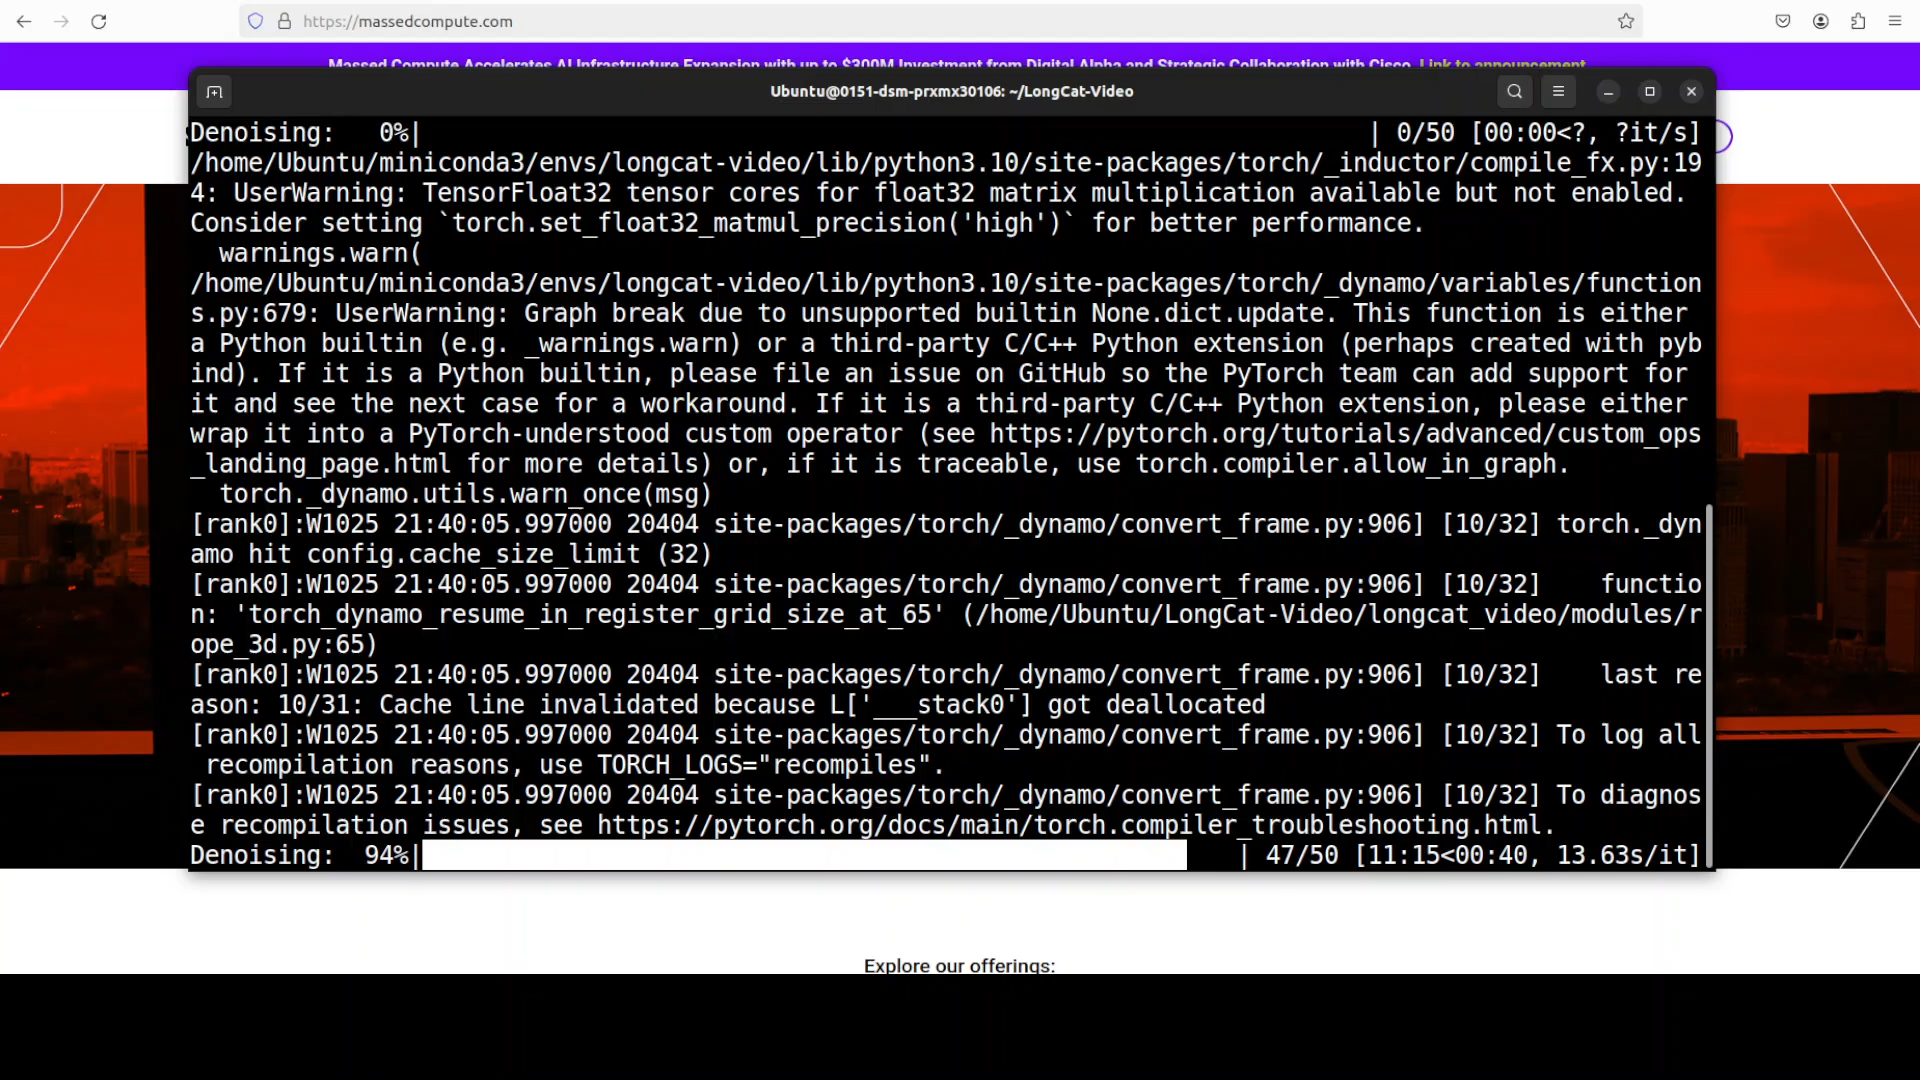 https://massedcompute.com
Massed Compute Accelerates AI Infrastructure Expansion with up to $300M Investment from Digital Alpha and Strategic Collaboration with Cisco. Link to announcement
Ubuntu@0151-dsm-prxmx30106: ~/LongCat-Video
Denoising:   0%|                                                                  | 0/50 [00:00<?, ?it/s]
/home/Ubuntu/miniconda3/envs/longcat-video/lib/python3.10/site-packages/torch/_inductor/compile_fx.py:19
4: UserWarning: TensorFloat32 tensor cores for float32 matrix multiplication available but not enabled.
Consider setting `torch.set_float32_matmul_precision('high')` for better performance.
  warnings.warn(
/home/Ubuntu/miniconda3/envs/longcat-video/lib/python3.10/site-packages/torch/_dynamo/variables/function
s.py:679: UserWarning: Graph break due to unsupported builtin None.dict.update. This function is either
a Python builtin (e.g. _warnings.warn) or a third-party C/C++ Python extension (perhaps created with pyb
ind). If it is a Python builtin, please file an issue on GitHub so the PyTorch team can add support for
it and see the next case for a workaround. If it is a third-party C/C++ Python extension, please either
wrap it into a PyTorch-understood custom operator (see https://pytorch.org/tutorials/advanced/custom_ops
_landing_page.html for more details) or, if it is traceable, use torch.compiler.allow_in_graph.
  torch._dynamo.utils.warn_once(msg)
[rank0]:W1025 21:40:05.997000 20404 site-packages/torch/_dynamo/convert_frame.py:906] [10/32] torch._dyn
amo hit config.cache_size_limit (32)
[rank0]:W1025 21:40:05.997000 20404 site-packages/torch/_dynamo/convert_frame.py:906] [10/32]    functio
n: 'torch_dynamo_resume_in_register_grid_size_at_65' (/home/Ubuntu/LongCat-Video/longcat_video/modules/r
ope_3d.py:65)
[rank0]:W1025 21:40:05.997000 20404 site-packages/torch/_dynamo/convert_frame.py:906] [10/32]    last re
ason: 10/31: Cache line invalidated because L['___stack0'] got deallocated
[rank0]:W1025 21:40:05.997000 20404 site-packages/torch/_dynamo/convert_frame.py:906] [10/32] To log all
 recompilation reasons, use TORCH_LOGS="recompiles".
[rank0]:W1025 21:40:05.997000 20404 site-packages/torch/_dynamo/convert_frame.py:906] [10/32] To diagnos
e recompilation issues, see https://pytorch.org/docs/main/torch.compiler_troubleshooting.html.
Denoising:  94%|                                                         | 47/50 [11:15<00:40, 13.63s/it]
Explore our offerings: